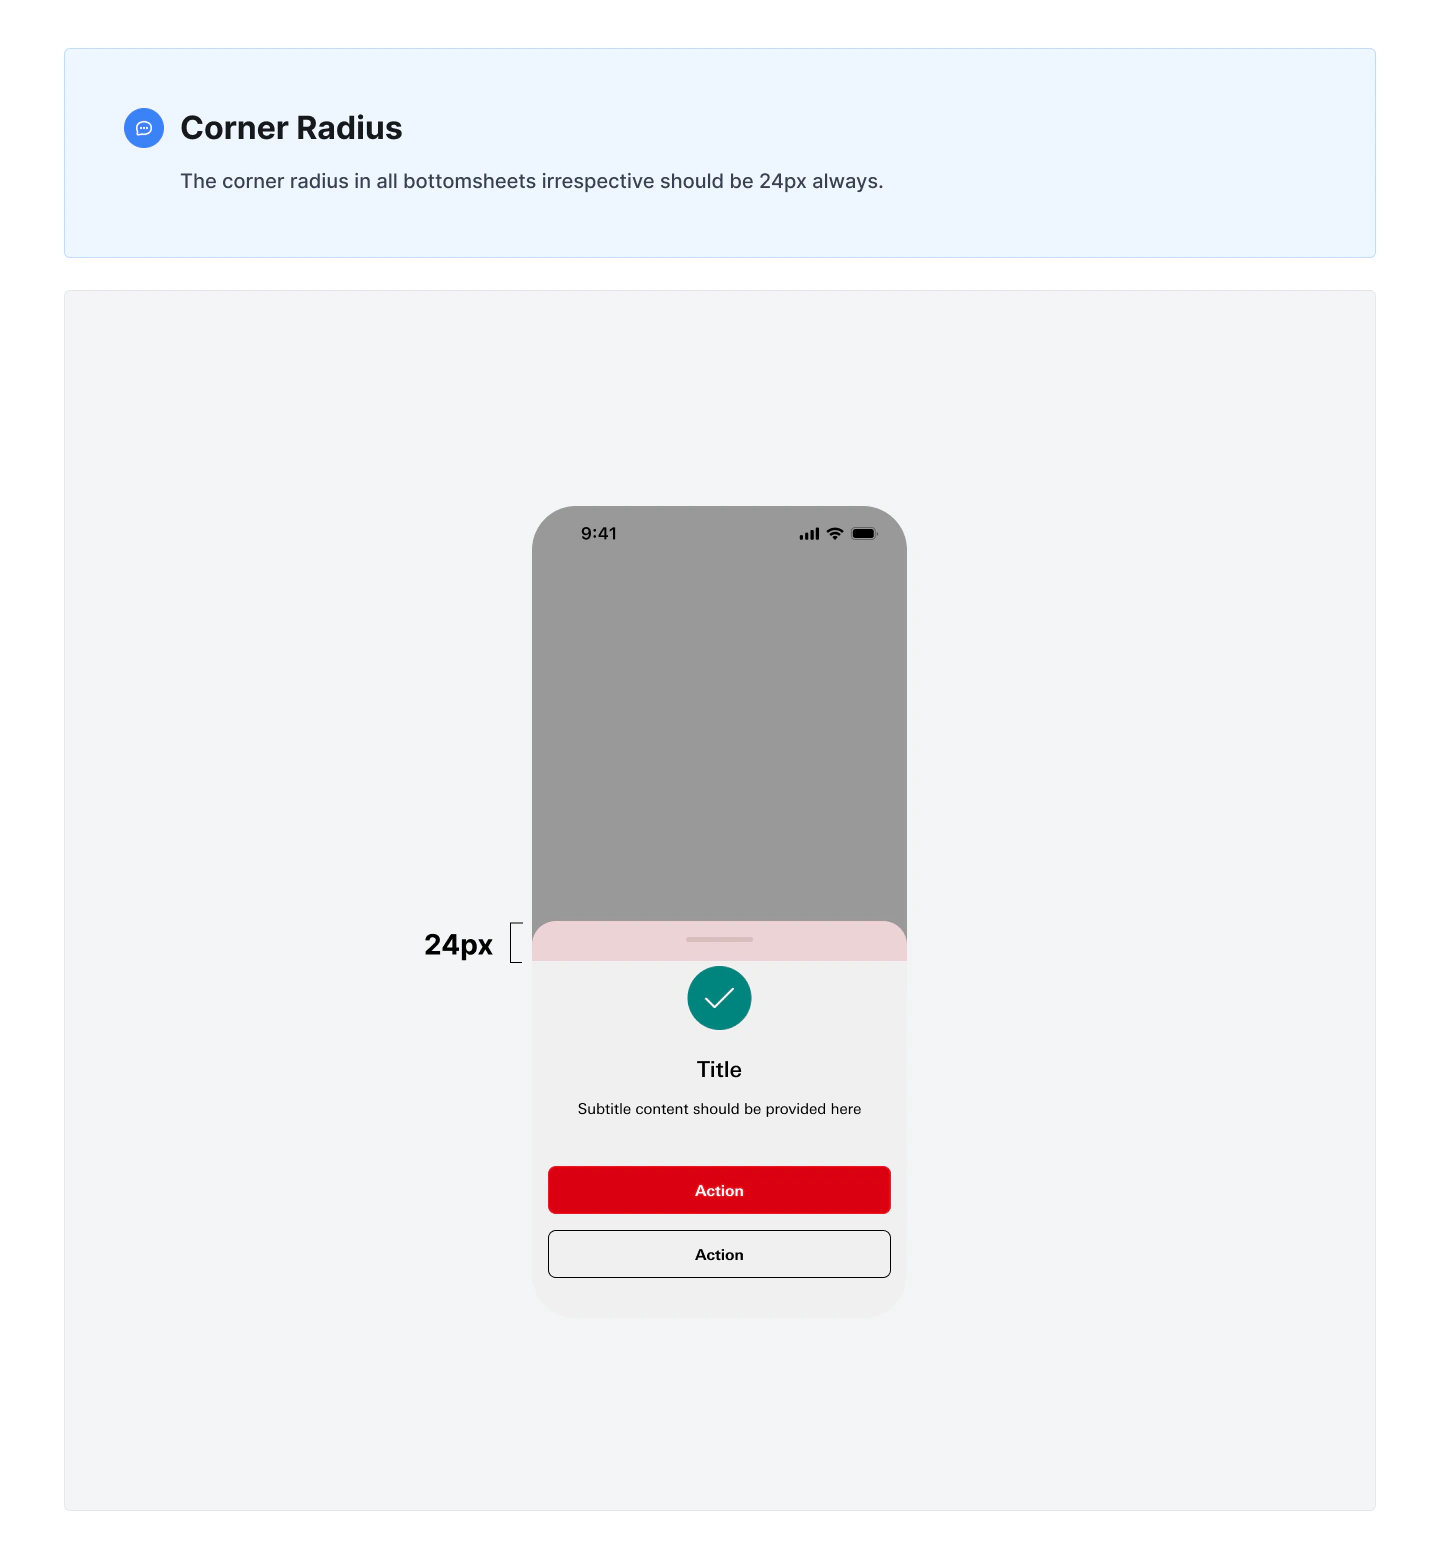 Corner Radius
The corner radius in all bottomsheets irrespective should be 24px always.
9:41
24px
Title
Subtitle content should be provided here
Action
Action